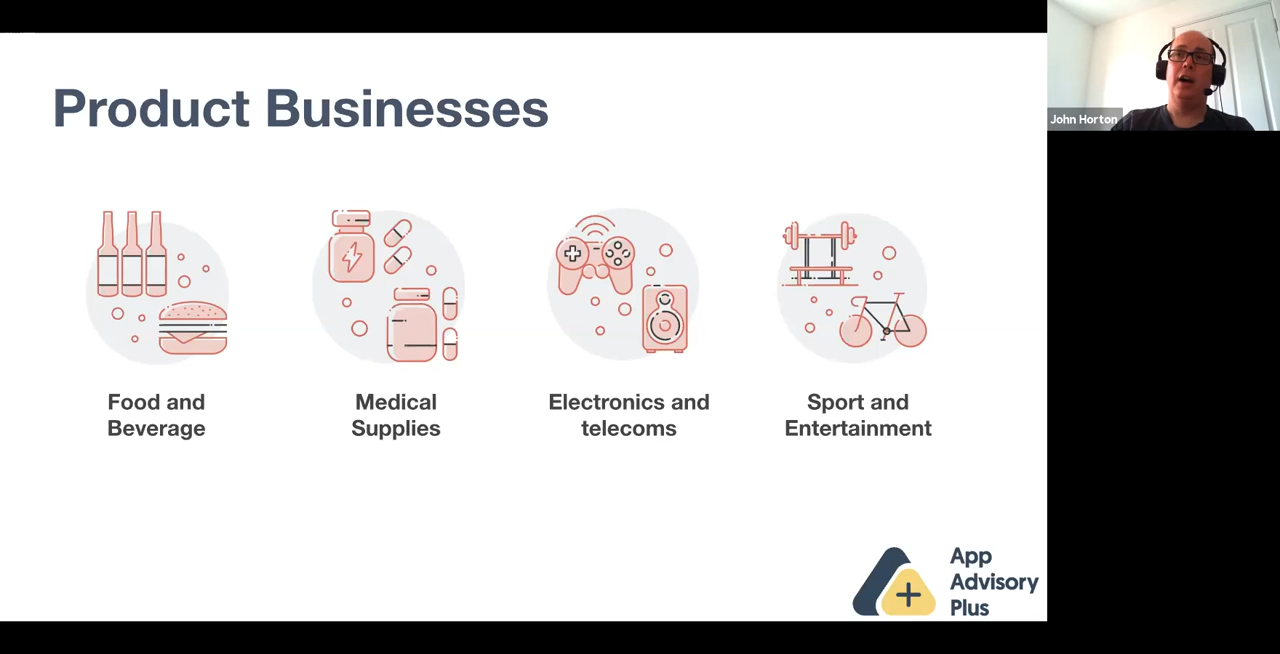 Product Businesses
John Horton
Food and
Beverage
Medical
Supplies
Electronics and
telecoms
Sport and
Entertainment
App
Advisory
Plus